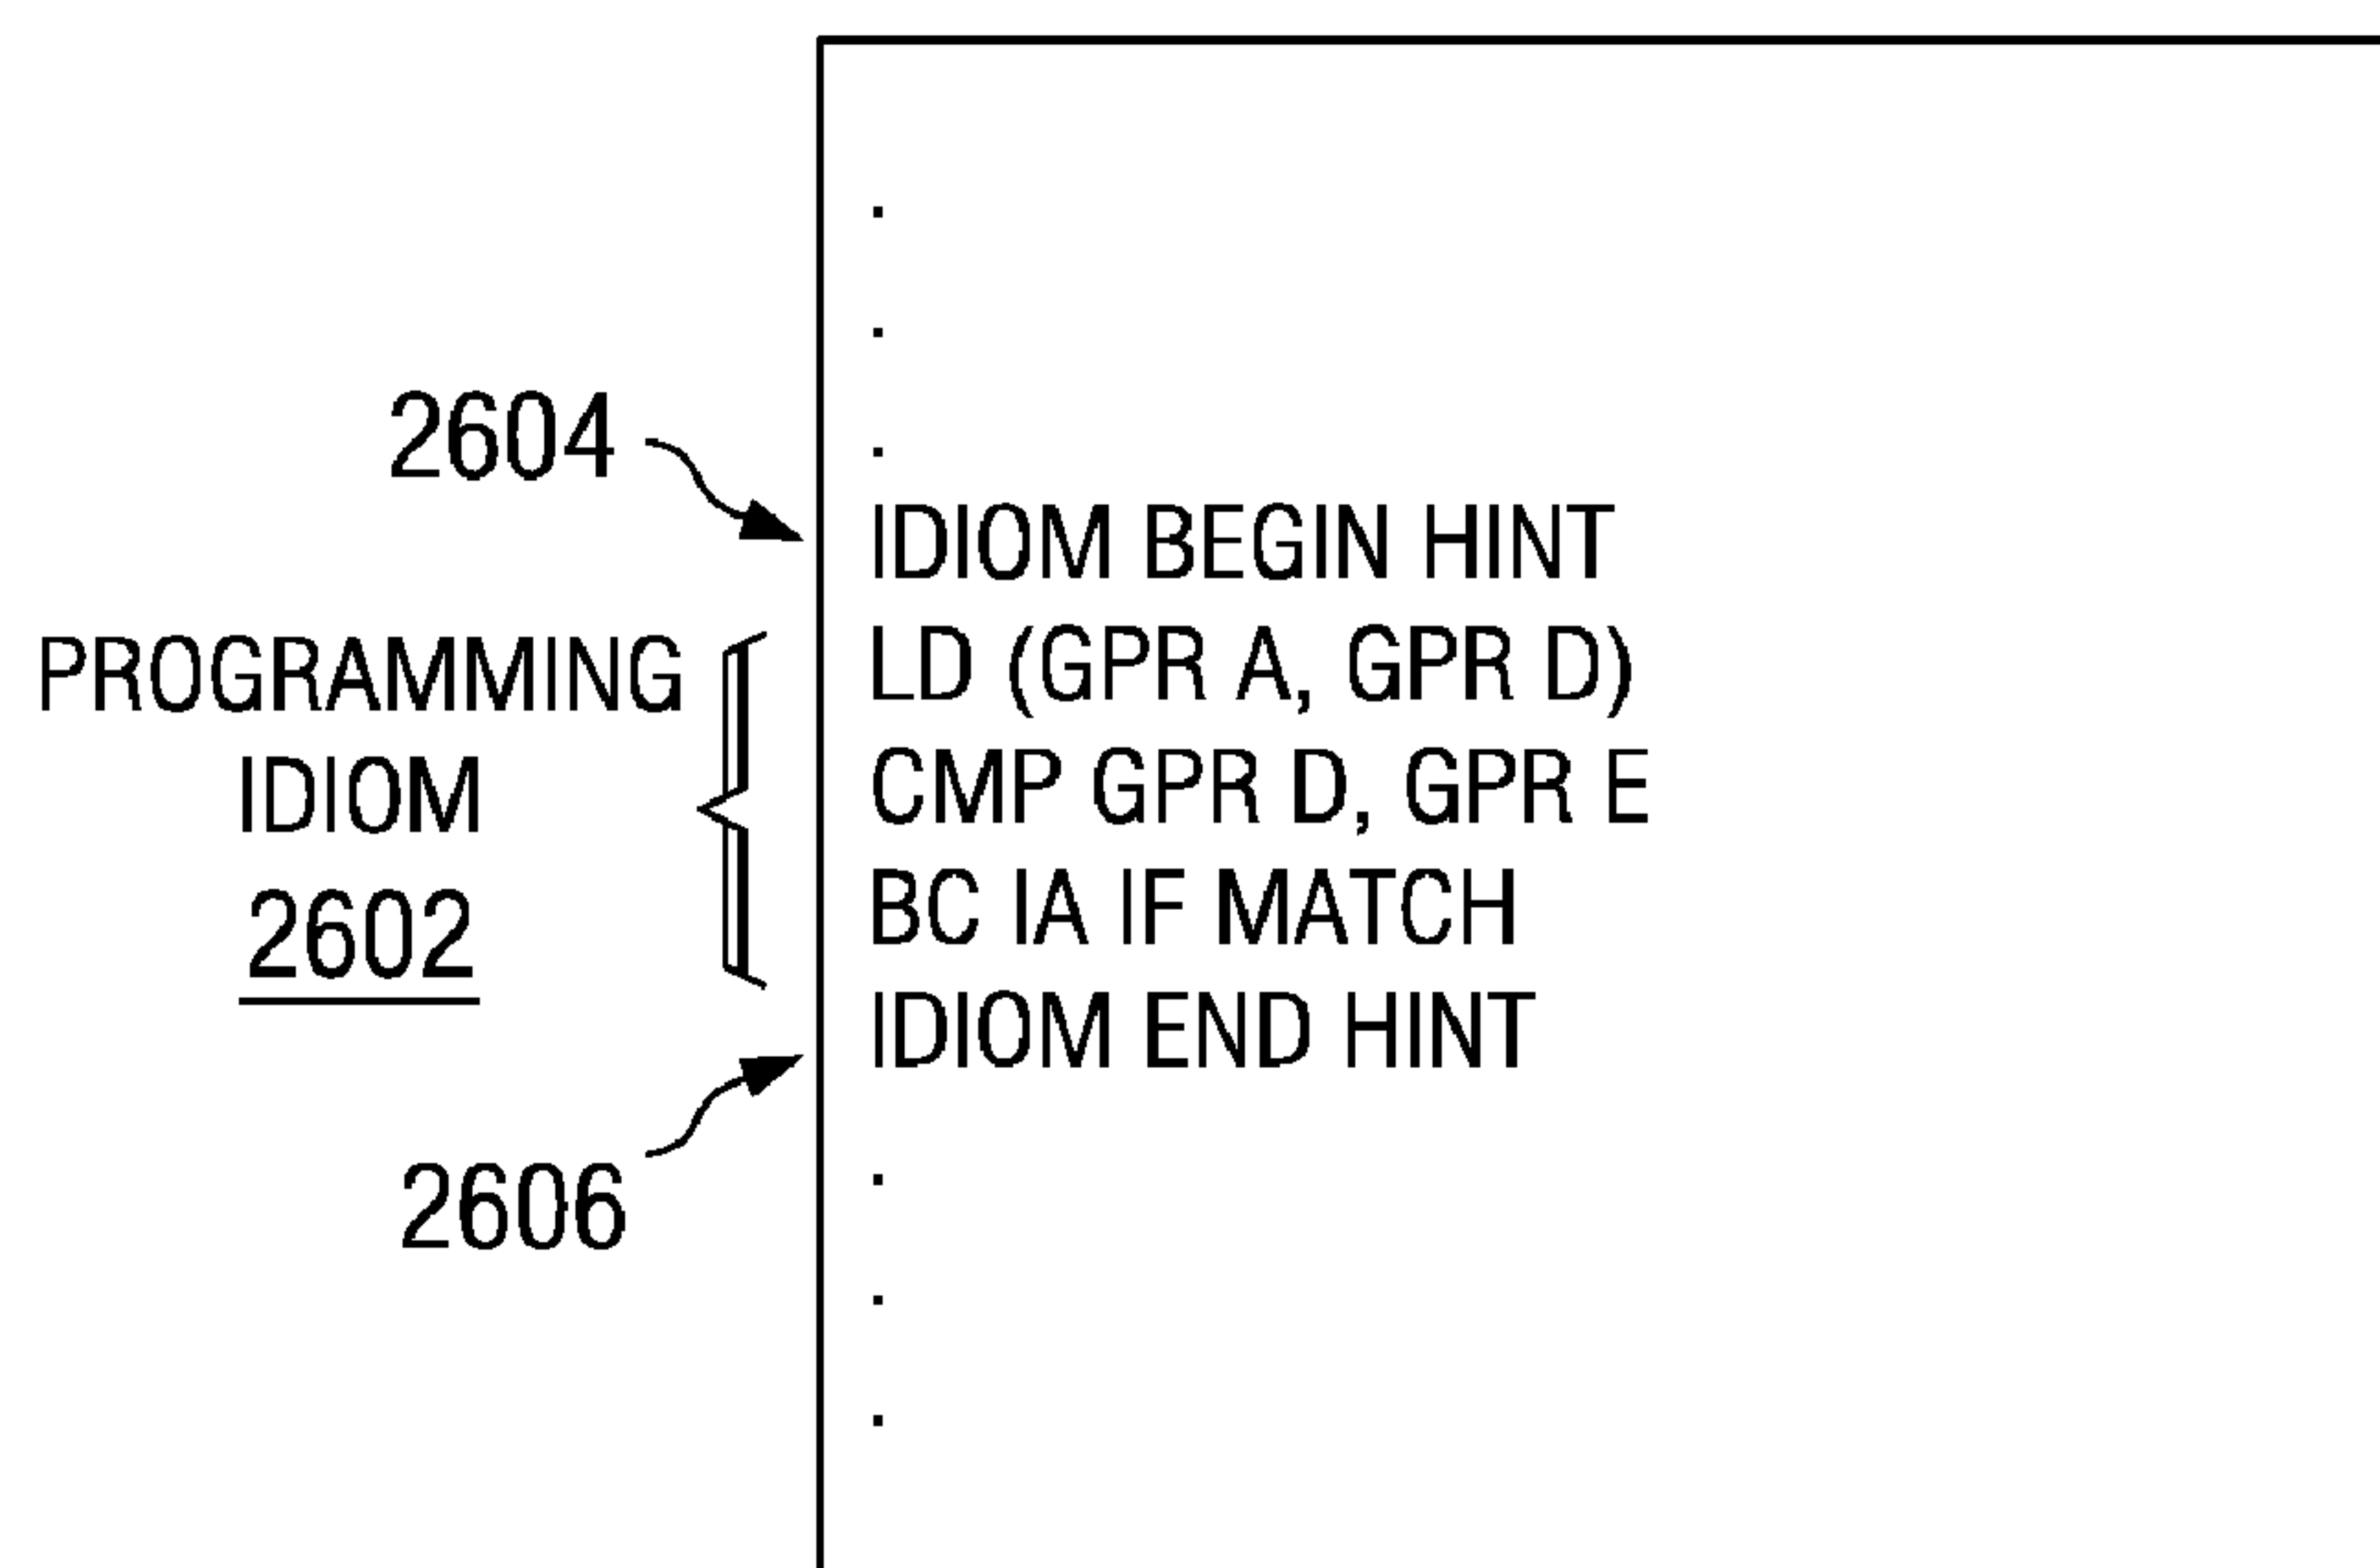 .
.
2604
.
IDIOM BEGIN HINT
PROGRAMMING
IDIOM
2602
LD (GPR A, GPR D)
CMP GPR D, GPR E
BC IA IF MATCH
IDIOM END HINT
2606
.
.
.